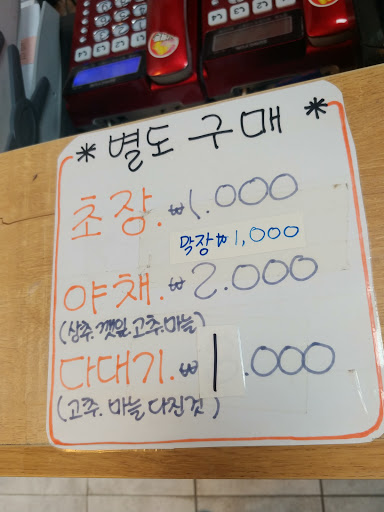 * 별도 구매 *
초장. ₩1.000
막장 ₩1,000
야채. ₩2.000
(상추.깻잎.고추.마늘)
다대기. ₩1.000
(고추. 마늘 다진것)